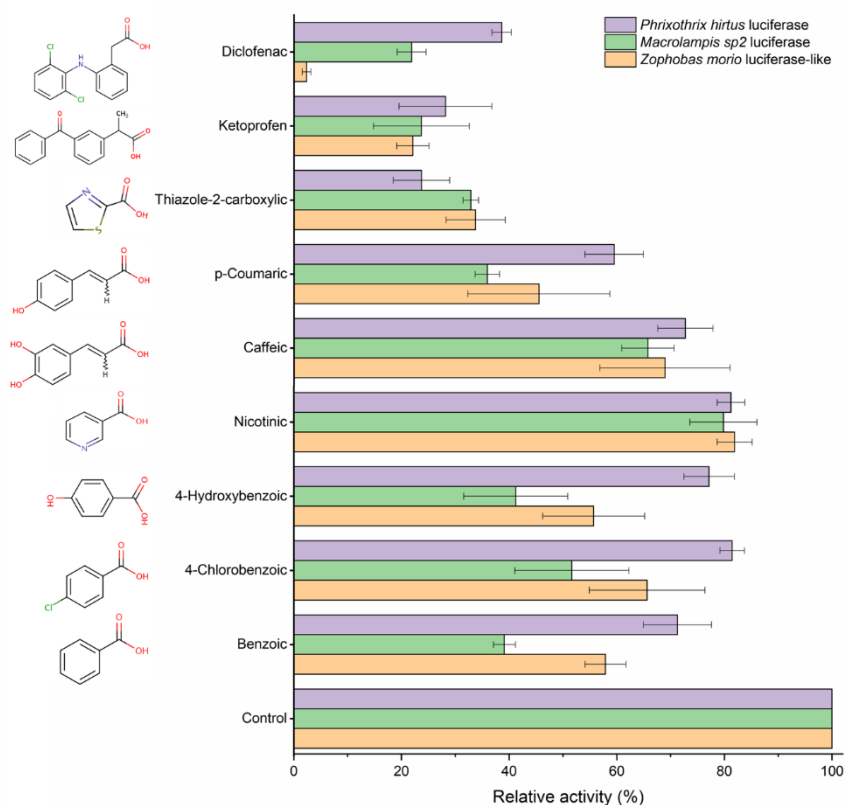 Phrixothrix hirtus luciferase
Macrolampis sp2 luciferase
Zophobas morio luciferase-like
O
OH
Cl
H
N
Cl
Diclofenac
O
CH₃
O
OH
Ketoprofen
O
N
OH
S
Thiazole-2-carboxylic
O
OH
HO
H
p-Coumaric
O
HO
OH
HO
H
Caffeic
O
OH
N
Nicotinic
HO
O
OH
4-Hydroxybenzoic
O
OH
Cl
4-Chlorobenzoic
O
OH
Benzoic
Control
0 20 40 60 80 100
Relative activity (%)